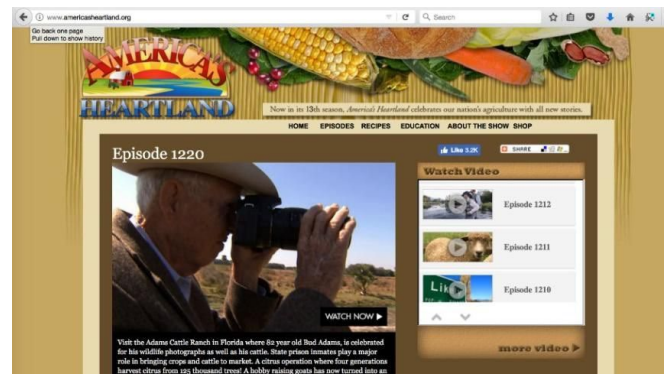 www.americasheartland.org
Search
Go back one page
Pull down to show history
AMERICA'S
HEARTLAND
Now in its 13th season, America's Heartland celebrates our nation's agriculture with all new stories.
HOME EPISODES RECIPES EDUCATION ABOUT THE SHOW SHOP
Episode 1220
Like 3.2K
SHARE
WATCH NOW
Visit the Adams Cattle Ranch in Florida where 82 year old Bud Adams, is celebrated
for his wildlife photographs as well as his cattle. State prison inmates play a major
role in bringing crops and cattle to market. A citrus operation where four generations
harvest citrus from 125 thousand trees! A hobby raising goats has now turned into an
Watch Video
Episode 1212
Episode 1211
Lik
Episode 1210
more video